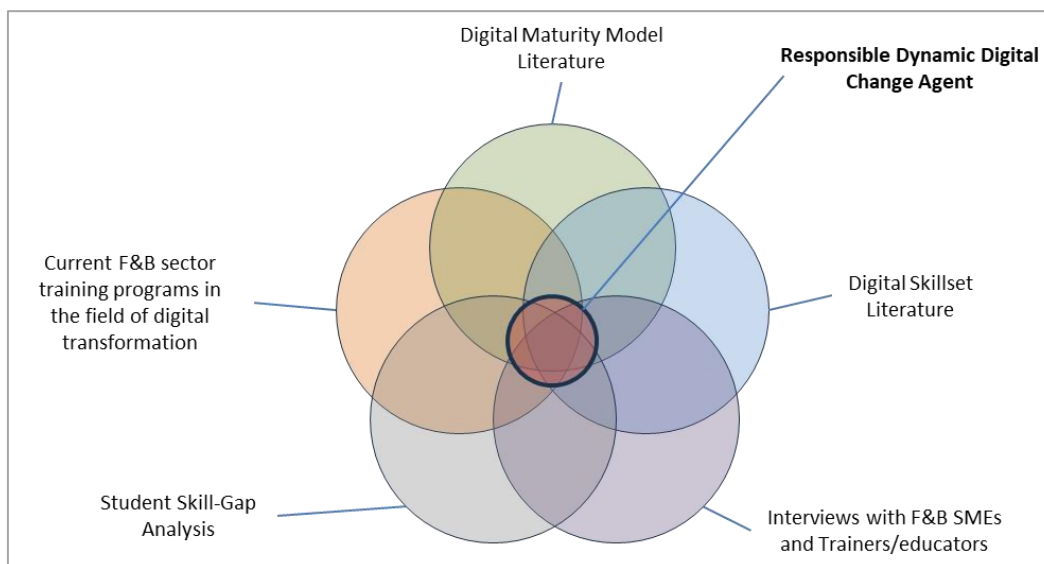 Digital Maturity Model
Literature
Responsible Dynamic Digital
Change Agent
Current F&B sector
training programs in
the field of digital
transformation
Digital Skillset
Literature
Student Skill-Gap
Analysis
Interviews with F&B SMEs
and Trainers/educators